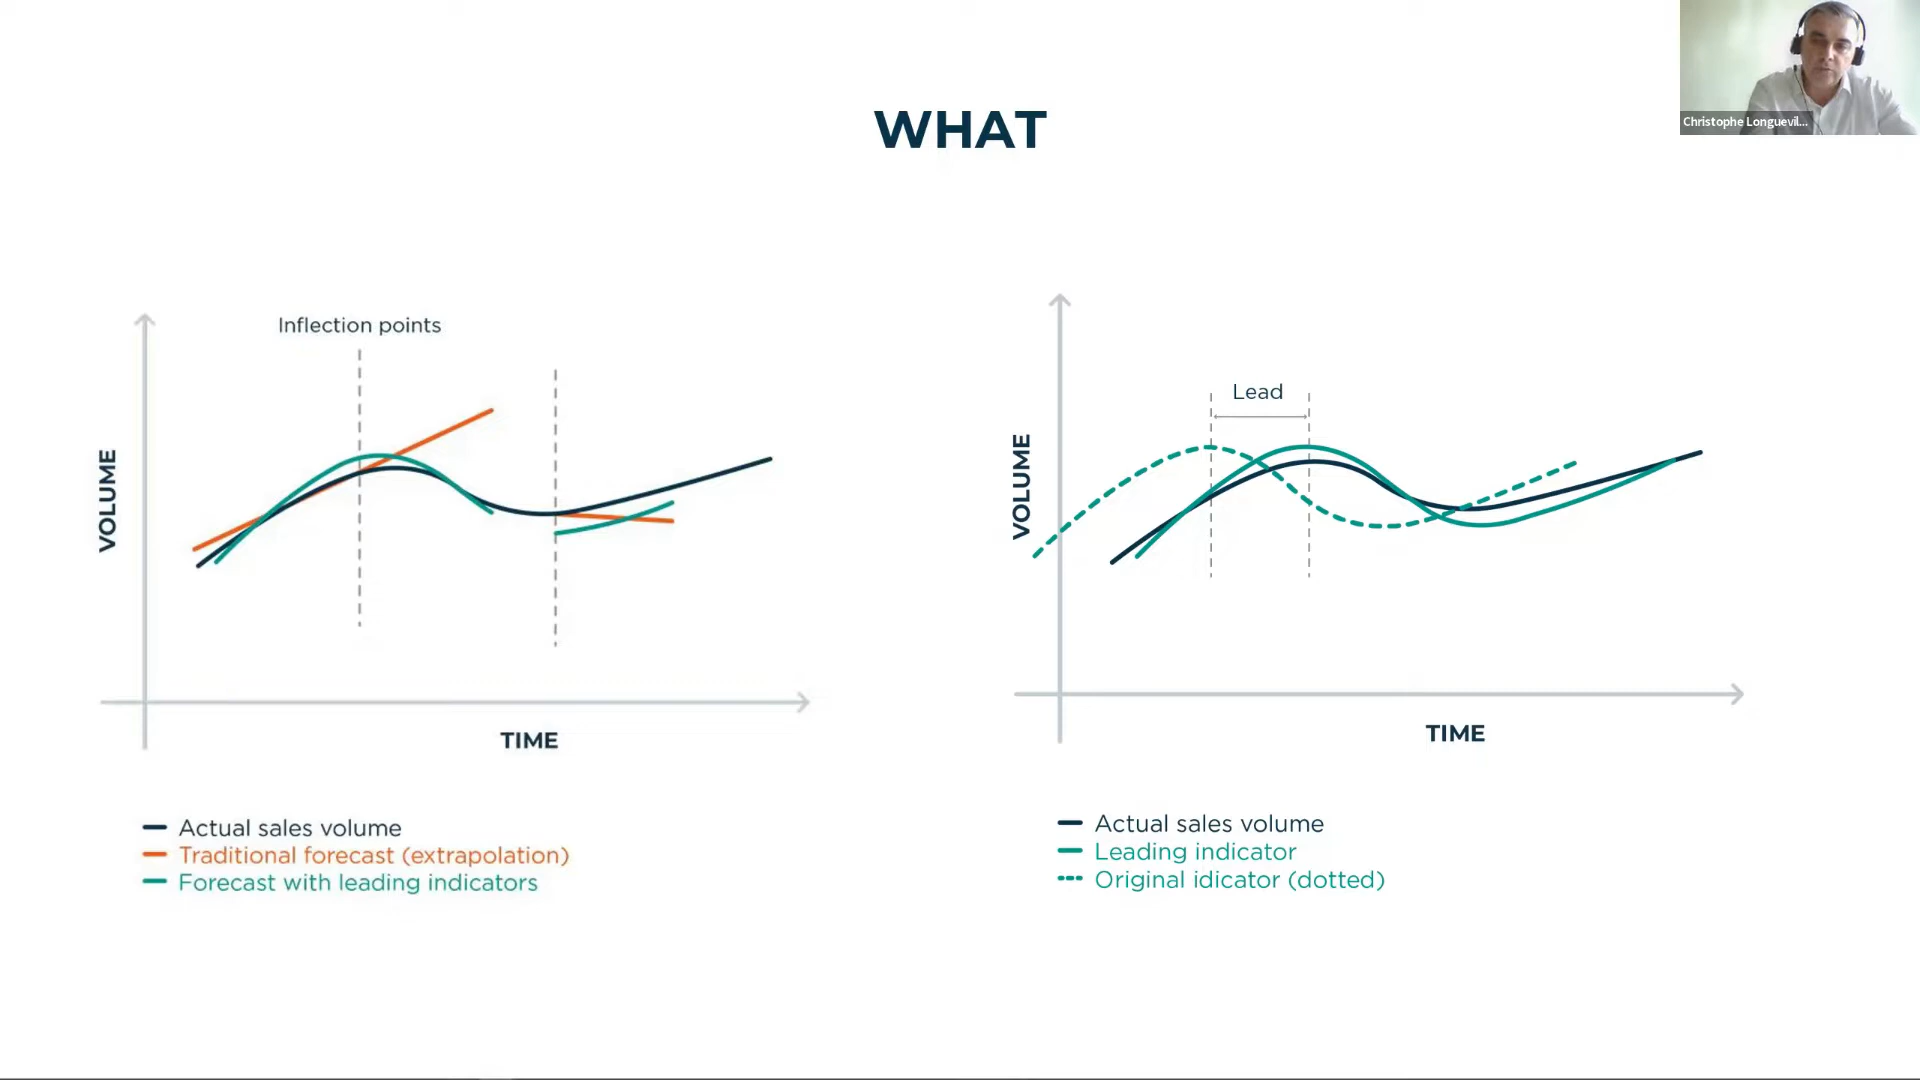 Christophe Longuevil...
WHAT
Inflection points
VOLUME
TIME
Actual sales volume
Traditional forecast (extrapolation)
Forecast with leading indicators
Lead
VOLUME
TIME
Actual sales volume
Leading indicator
Original idicator (dotted)